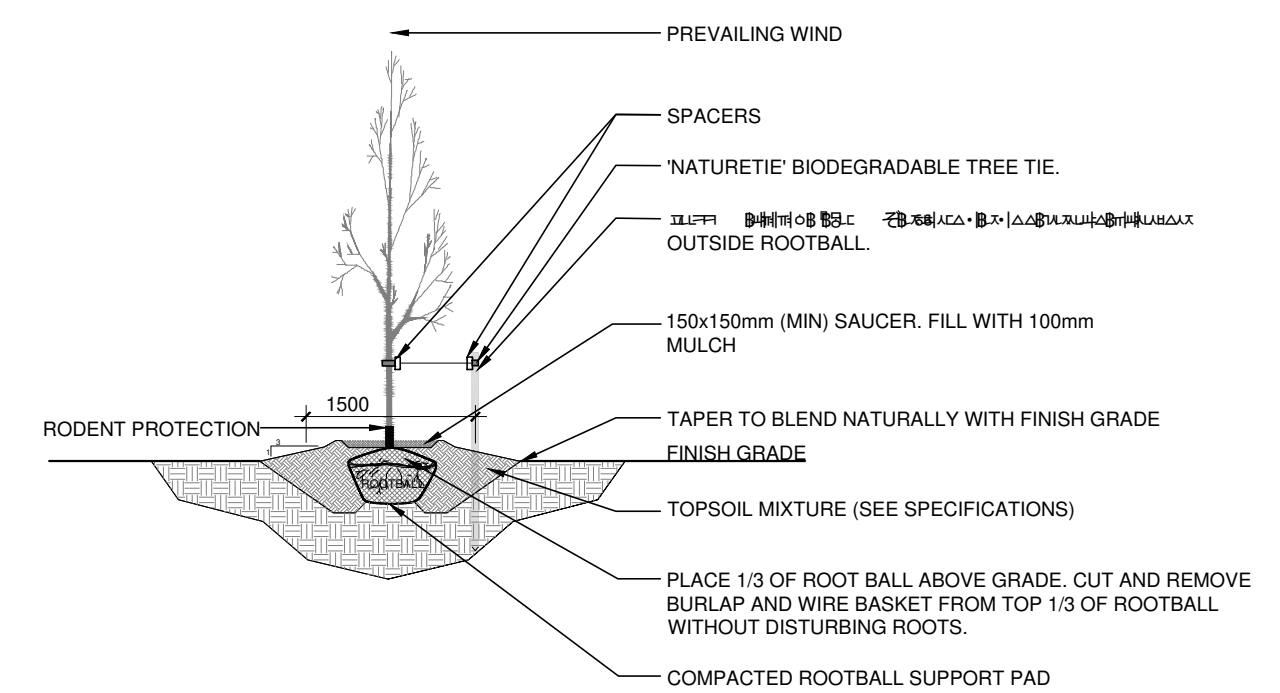 PREVAILING WIND
SPACERS
'NATURETIE' BIODEGRADABLE TREE TIE.
OUTSIDE ROOTBALL.
150x150mm (MIN) SAUCER. FILL WITH 100mm
MULCH
1500
RODENT PROTECTION
3
1
TAPER TO BLEND NATURALLY WITH FINISH GRADE
FINISH GRADE
ROOTBALL
TOPSOIL MIXTURE (SEE SPECIFICATIONS)
PLACE 1/3 OF ROOT BALL ABOVE GRADE. CUT AND REMOVE
BURLAP AND WIRE BASKET FROM TOP 1/3 OF ROOTBALL
WITHOUT DISTURBING ROOTS.
COMPACTED ROOTBALL SUPPORT PAD